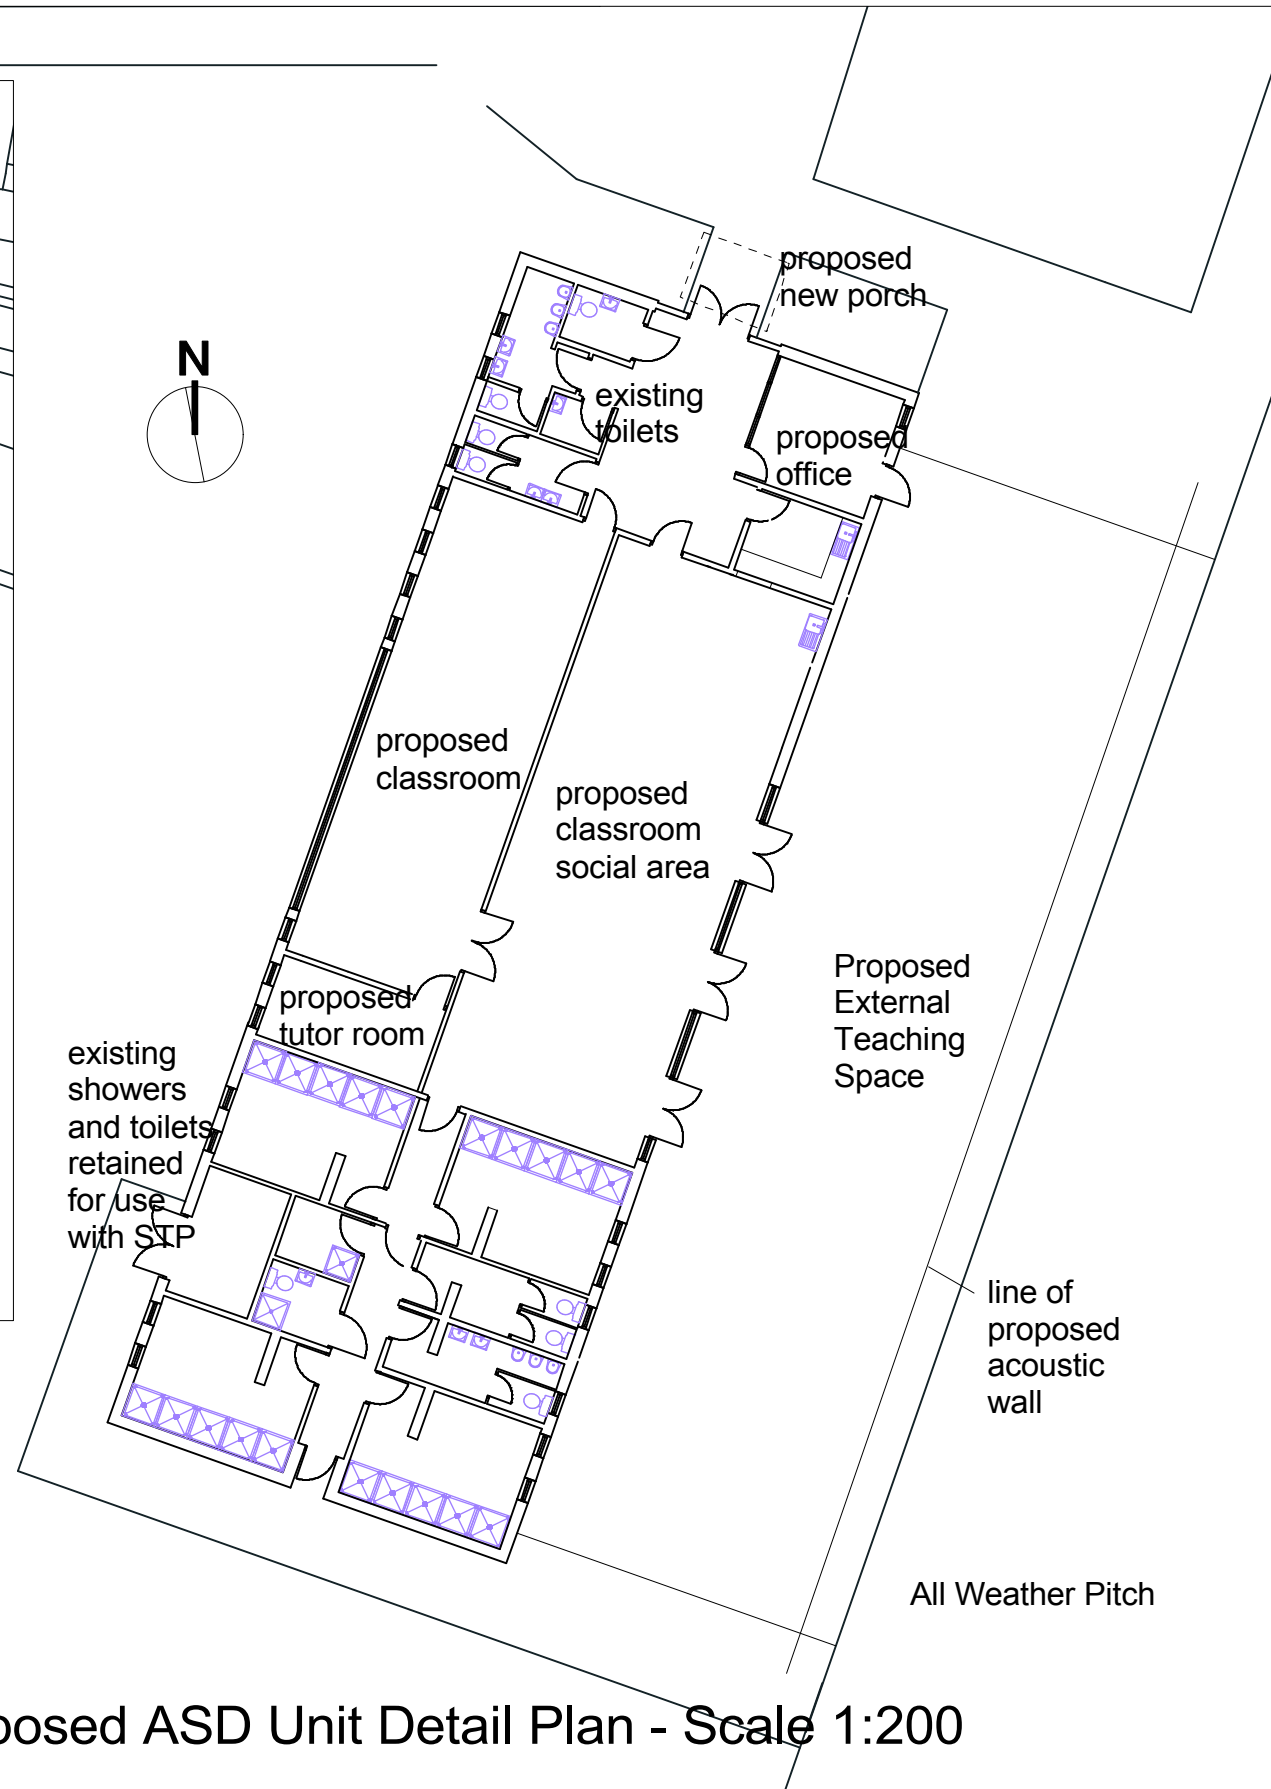 proposed
new porch
N
existing
toilets
proposed
office
proposed
classroom
proposed
classroom
social area
Proposed
External
Teaching
Space
proposed
tutor room
existing
showers
and toilets
retained
for use
with STP
line of
proposed
acoustic
wall
All Weather Pitch
posed ASD Unit Detail Plan - Scale 1:200